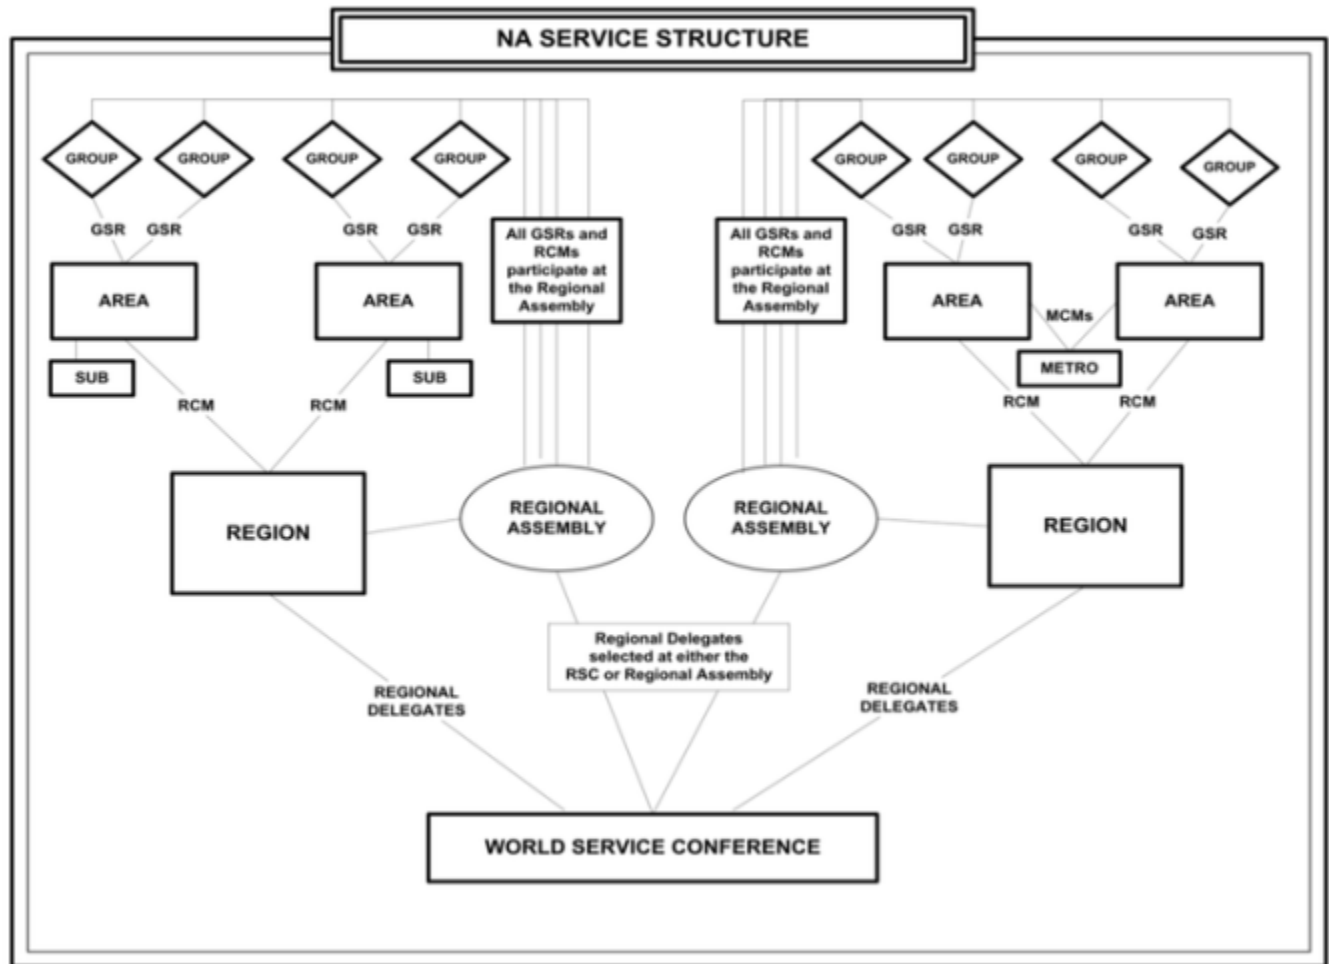 NA SERVICE STRUCTURE
GROUP
GROUP
GROUP
GROUP
GROUP
GROUP
GROUP
GROUP
GSR
GSR
GSR
GSR
GSR
GSR
GSR
GSR
All GSRs and
RCMs
participate at
the Regional
Assembly
All GSRs and
RCMs
participate at
the Regional
Assembly
AREA
AREA
AREA
AREA
MCMs
METRO
SUB
SUB
RCM
RCM
RCM
RCM
REGION
REGIONAL
ASSEMBLY
REGIONAL
ASSEMBLY
REGION
Regional Delegates
selected at either the
RSC or Regional Assembly
REGIONAL
DELEGATES
REGIONAL
DELEGATES
WORLD SERVICE CONFERENCE